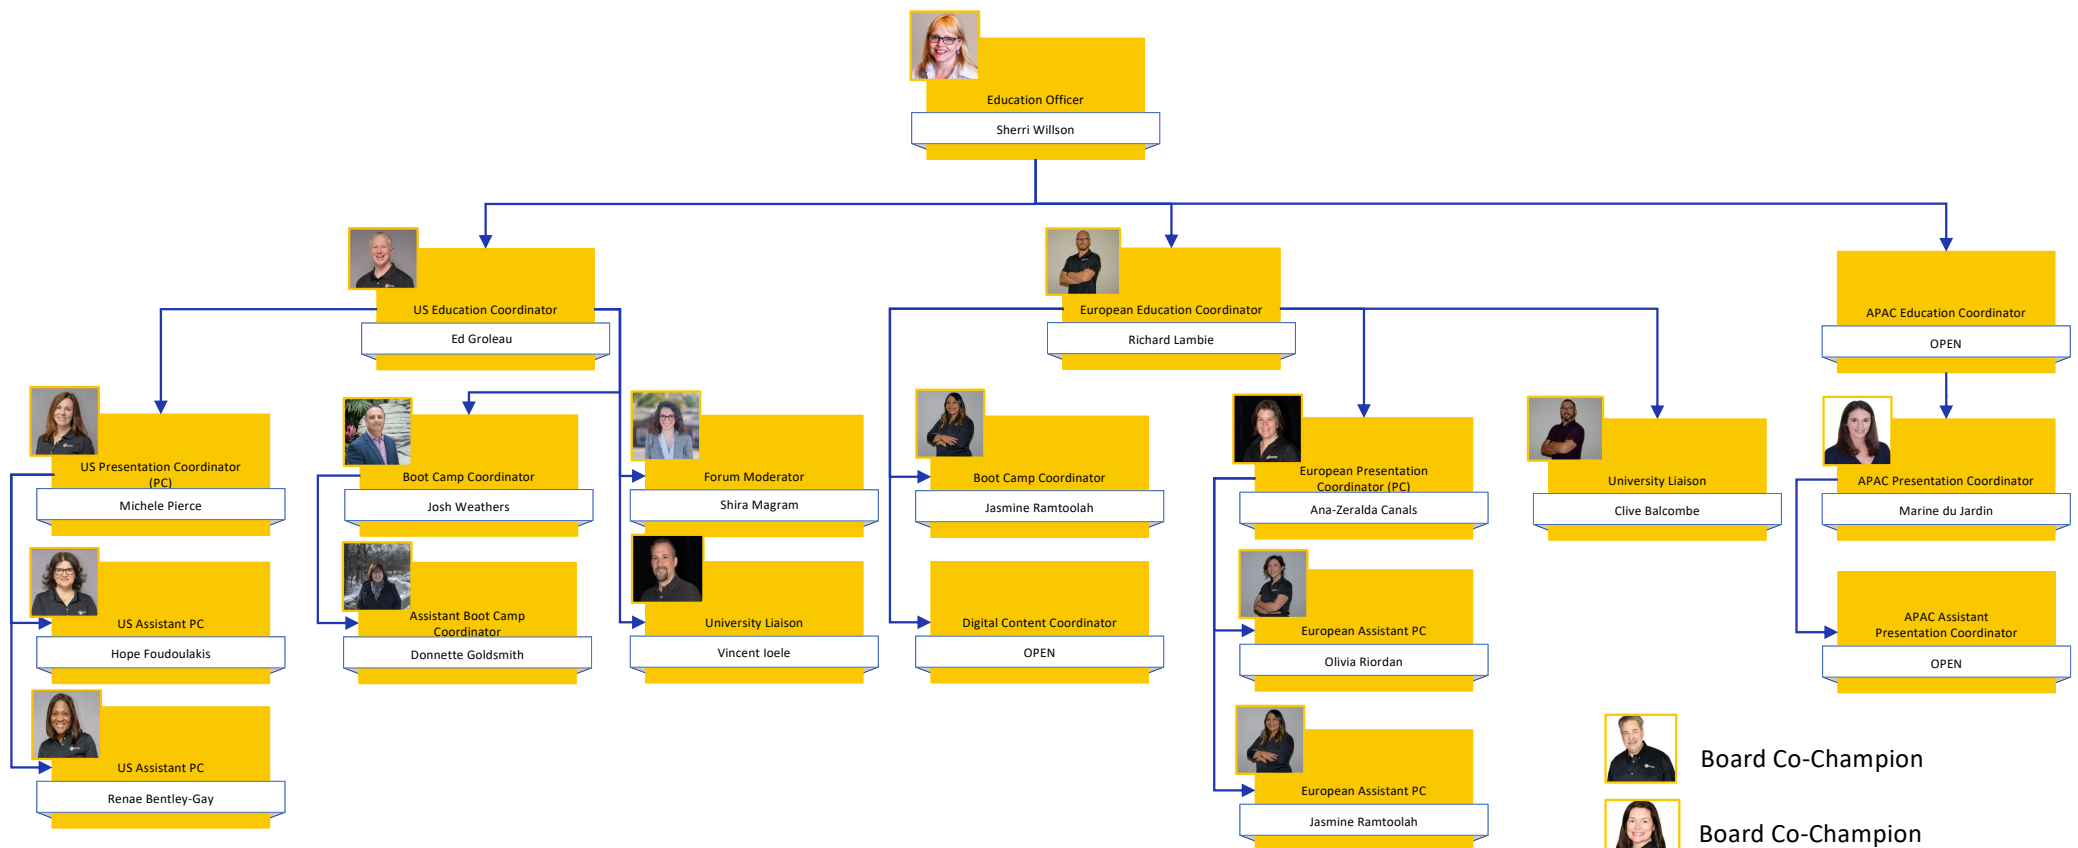 Education Officer
Sherri Willson
US Education Coordinator
Ed Groleau
European Education Coordinator
Richard Lambie
APAC Education Coordinator
OPEN
US Presentation Coordinator
(PC)
Michele Pierce
Boot Camp Coordinator
Josh Weathers
Forum Moderator
Shira Magram
Boot Camp Coordinator
Jasmine Ramtoolah
European Presentation
Coordinator (PC)
Ana-Zeralda Canals
University Liaison
Clive Balcombe
APAC Presentation Coordinator
Marine du Jardin
US Assistant PC
Hope Foudoulakis
Assistant Boot Camp
Coordinator
Donnette Goldsmith
University Liaison
Vincent Ioele
Digital Content Coordinator
OPEN
European Assistant PC
Olivia Riordan
APAC Assistant
Presentation Coordinator
OPEN
US Assistant PC
Renae Bentley-Gay
European Assistant PC
Jasmine Ramtoolah
Board Co-Champion
Board Co-Champion